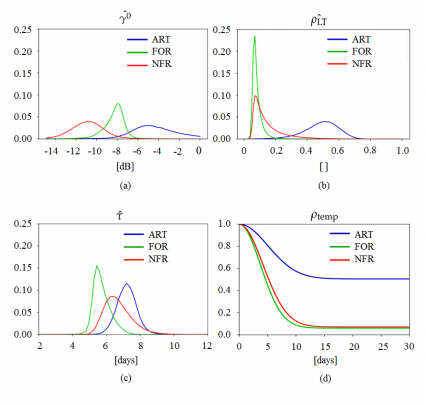 γ̂⁰
0.25
0.20
0.15
0.10
0.05
0.00
ART
FOR
NFR
-14 -12 -10 -8 -6 -4 -2 0
[dB]
(a)
ρ̂LT
0.25
0.20
0.15
0.10
0.05
0.00
ART
FOR
NFR
0 0.2 0.4 0.6 0.8 1.0
[ ]
(b)
τ̂
0.25
0.20
0.15
0.10
0.05
0.00
ART
FOR
NFR
2 4 6 8 10 12
[days]
(c)
ρtemp
1.0
0.8
0.6
0.4
0.2
0.0
ART
FOR
NFR
0 5 10 15 20 25 30
[days]
(d)